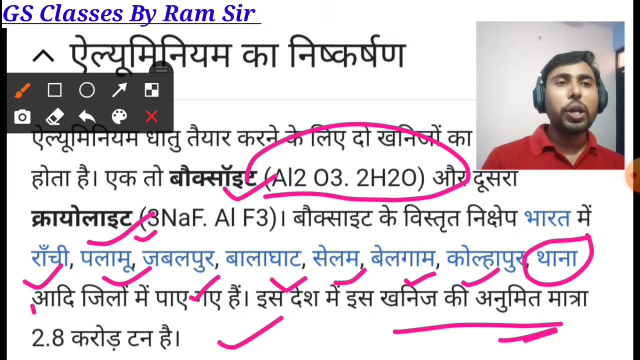 GS Classes By Ram Sir
ऐल्यूमिनियम का निष्कर्षण
ऐल्यूमिनियम धातु तैयार करने के लिए दो खनिजों का
होता है। एक तो बौक्सॉइट (Al2 O3. 2H2O) और दूसरा
क्रायोलाइट (3NaF. Al F3)। बौक्साइट के विस्तृत निक्षेप भारत में
राँची, पलामू, जबलपुर, बालाघाट, सेलम, बेलगाम, कोल्हापुर, थाना
आदि जिलों में पाए गए हैं। इस देश में इस खनिज की अनुमित मात्रा
2.8 करोड़ टन है।